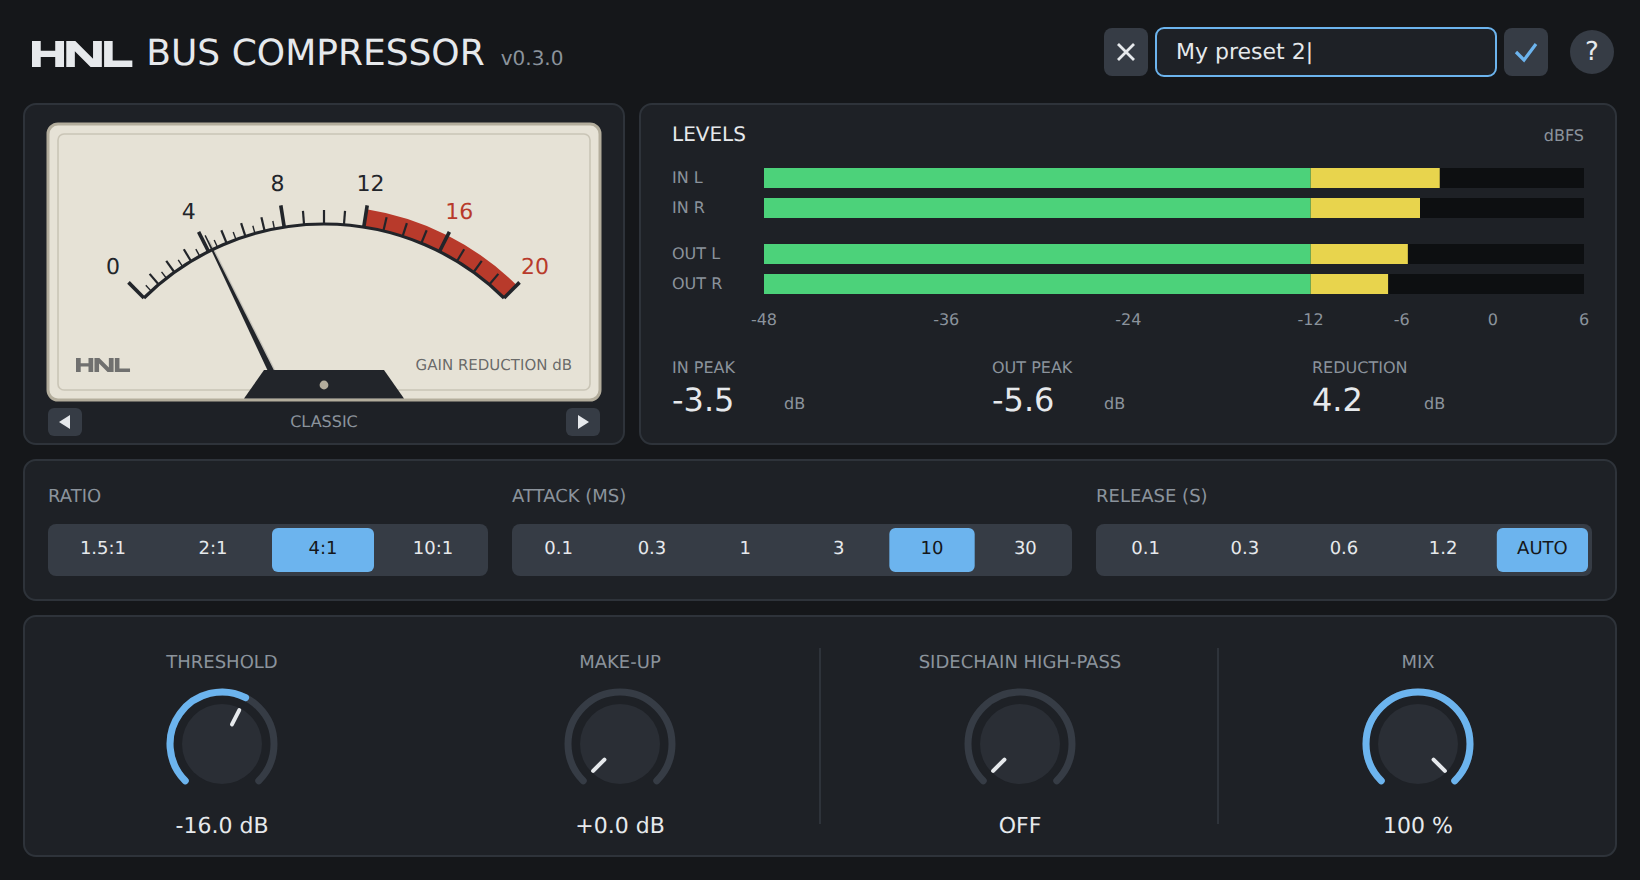 HNL BUS COMPRESSOR v0.3.0
My preset 2
?
0 4 8 12 16 20
HNL GAIN REDUCTION dB
CLASSIC
LEVELS dBFS
IN L
IN R
OUT L
OUT R
-48 -36 -24 -12 -6 0 6
IN PEAK OUT PEAK REDUCTION
-3.5 dB -5.6 dB 4.2 dB
RATIO ATTACK (MS) RELEASE (S)
1.5:1 2:1 4:1 10:1 0.1 0.3 1 3 10 30 0.1 0.3 0.6 1.2 AUTO
THRESHOLD MAKE-UP SIDECHAIN HIGH-PASS MIX
-16.0 dB +0.0 dB OFF 100 %